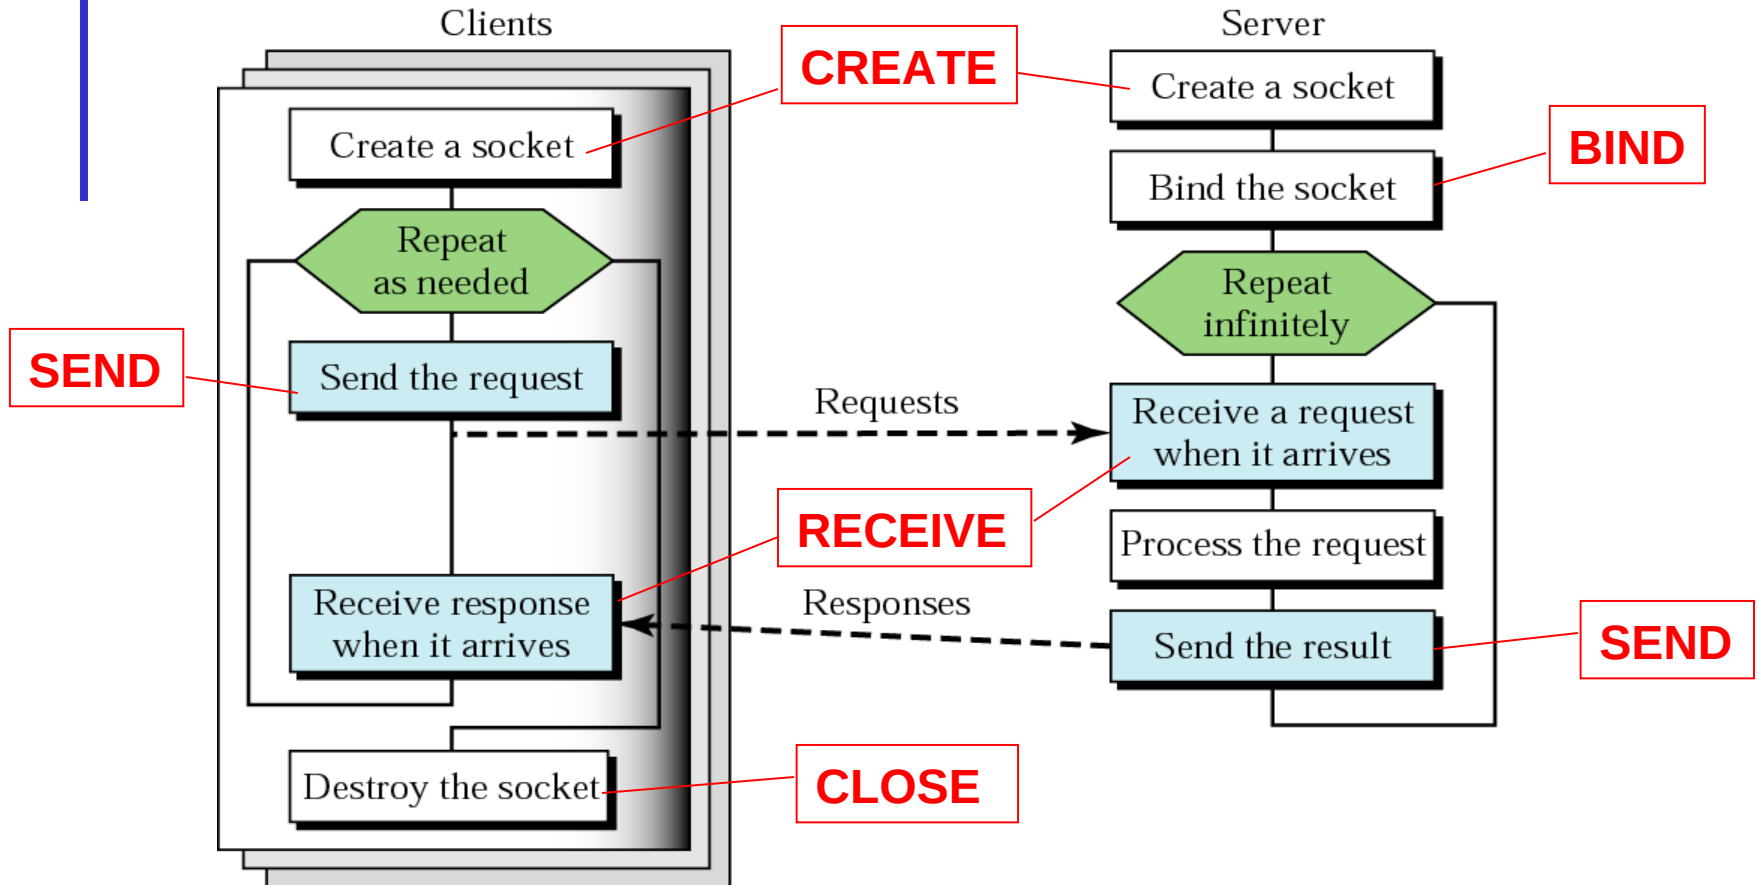 Clients
Server
CREATE
Create a socket
Create a socket
BIND
Bind the socket
Repeat
as needed
Repeat
infinitely
SEND
Send the request
Requests
Receive a request
when it arrives
RECEIVE
Process the request
Receive response
when it arrives
Responses
Send the result
SEND
Destroy the socket
CLOSE